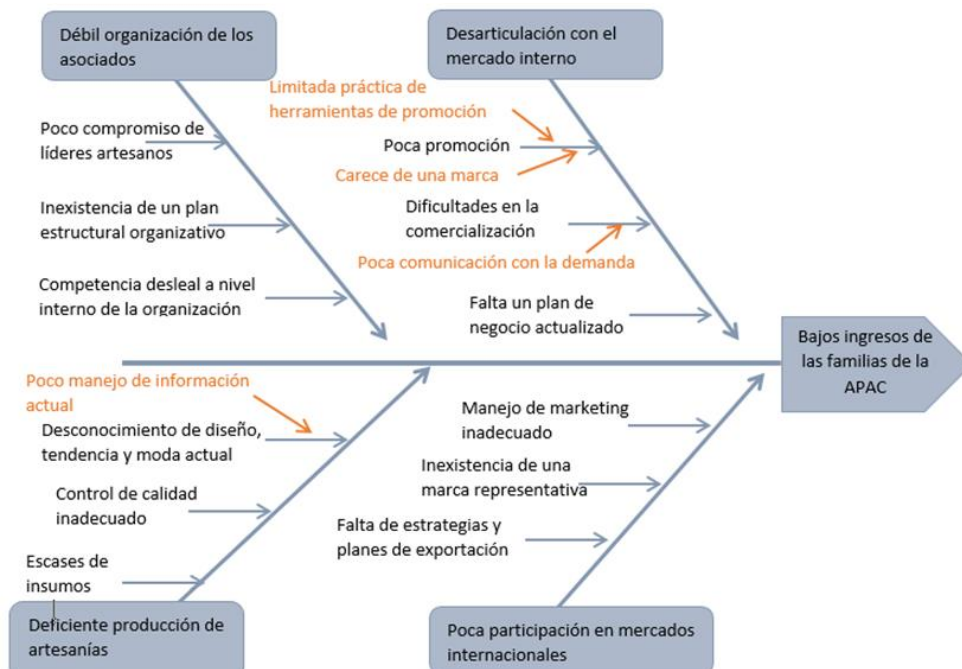 Débil organización de los
asociados
Desarticulación con el
mercado interno
Limitada práctica de
herramientas de promoción
Poco compromiso de
líderes artesanos
Poca promoción
Carece de una marca
Inexistencia de un plan
estructural organizativo
Dificultades en la
comercialización
Poca comunicación con la demanda
Competencia desleal a nivel
interno de la organización
Falta un plan de
negocio actualizado
Bajos ingresos de
las familias de la
APAC
Poco manejo de información
actual
Desconocimiento de diseño,
tendencia y moda actual
Manejo de marketing
inadecuado
Control de calidad
inadecuado
Inexistencia de una
marca representativa
Falta de estrategias y
planes de exportación
Escases de
insumos
Deficiente producción de
artesanías
Poca participación en mercados
internacionales